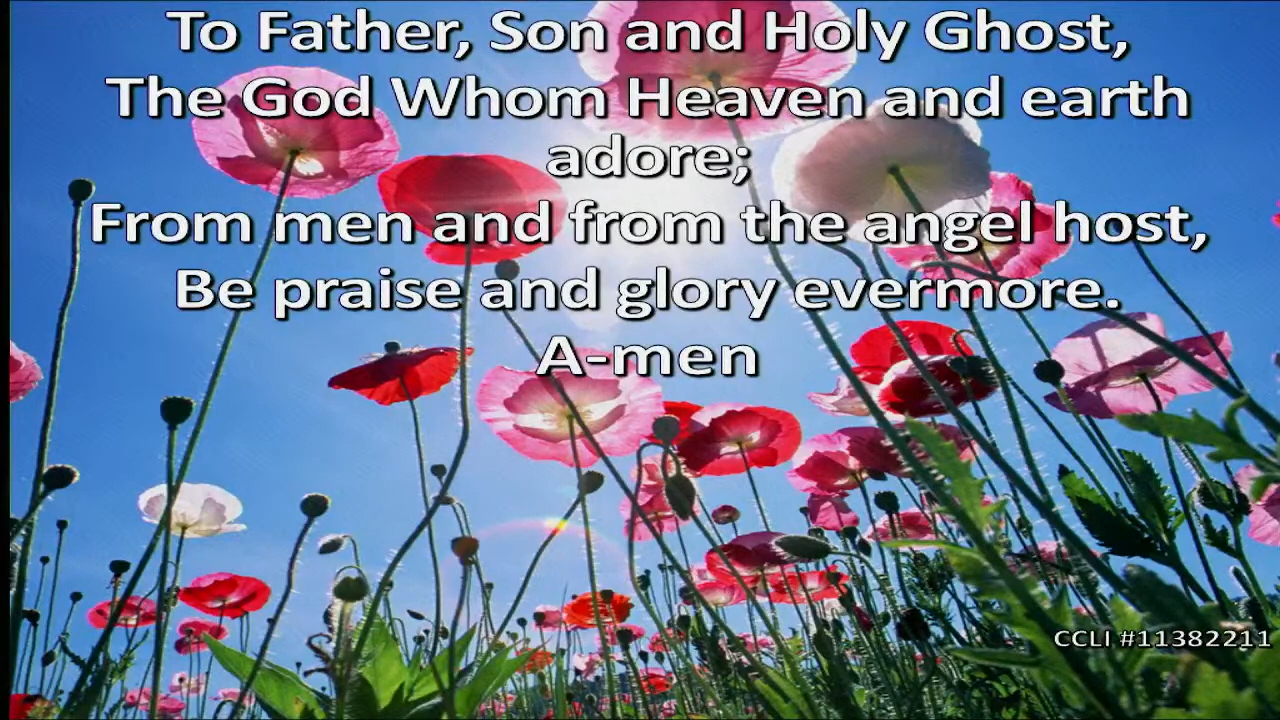 To Father, Son and Holy Ghost,
The God Whom Heaven and earth
adore;
From men and from the angel host,
Be praise and glory evermore.
A-men
CCLI #11382211